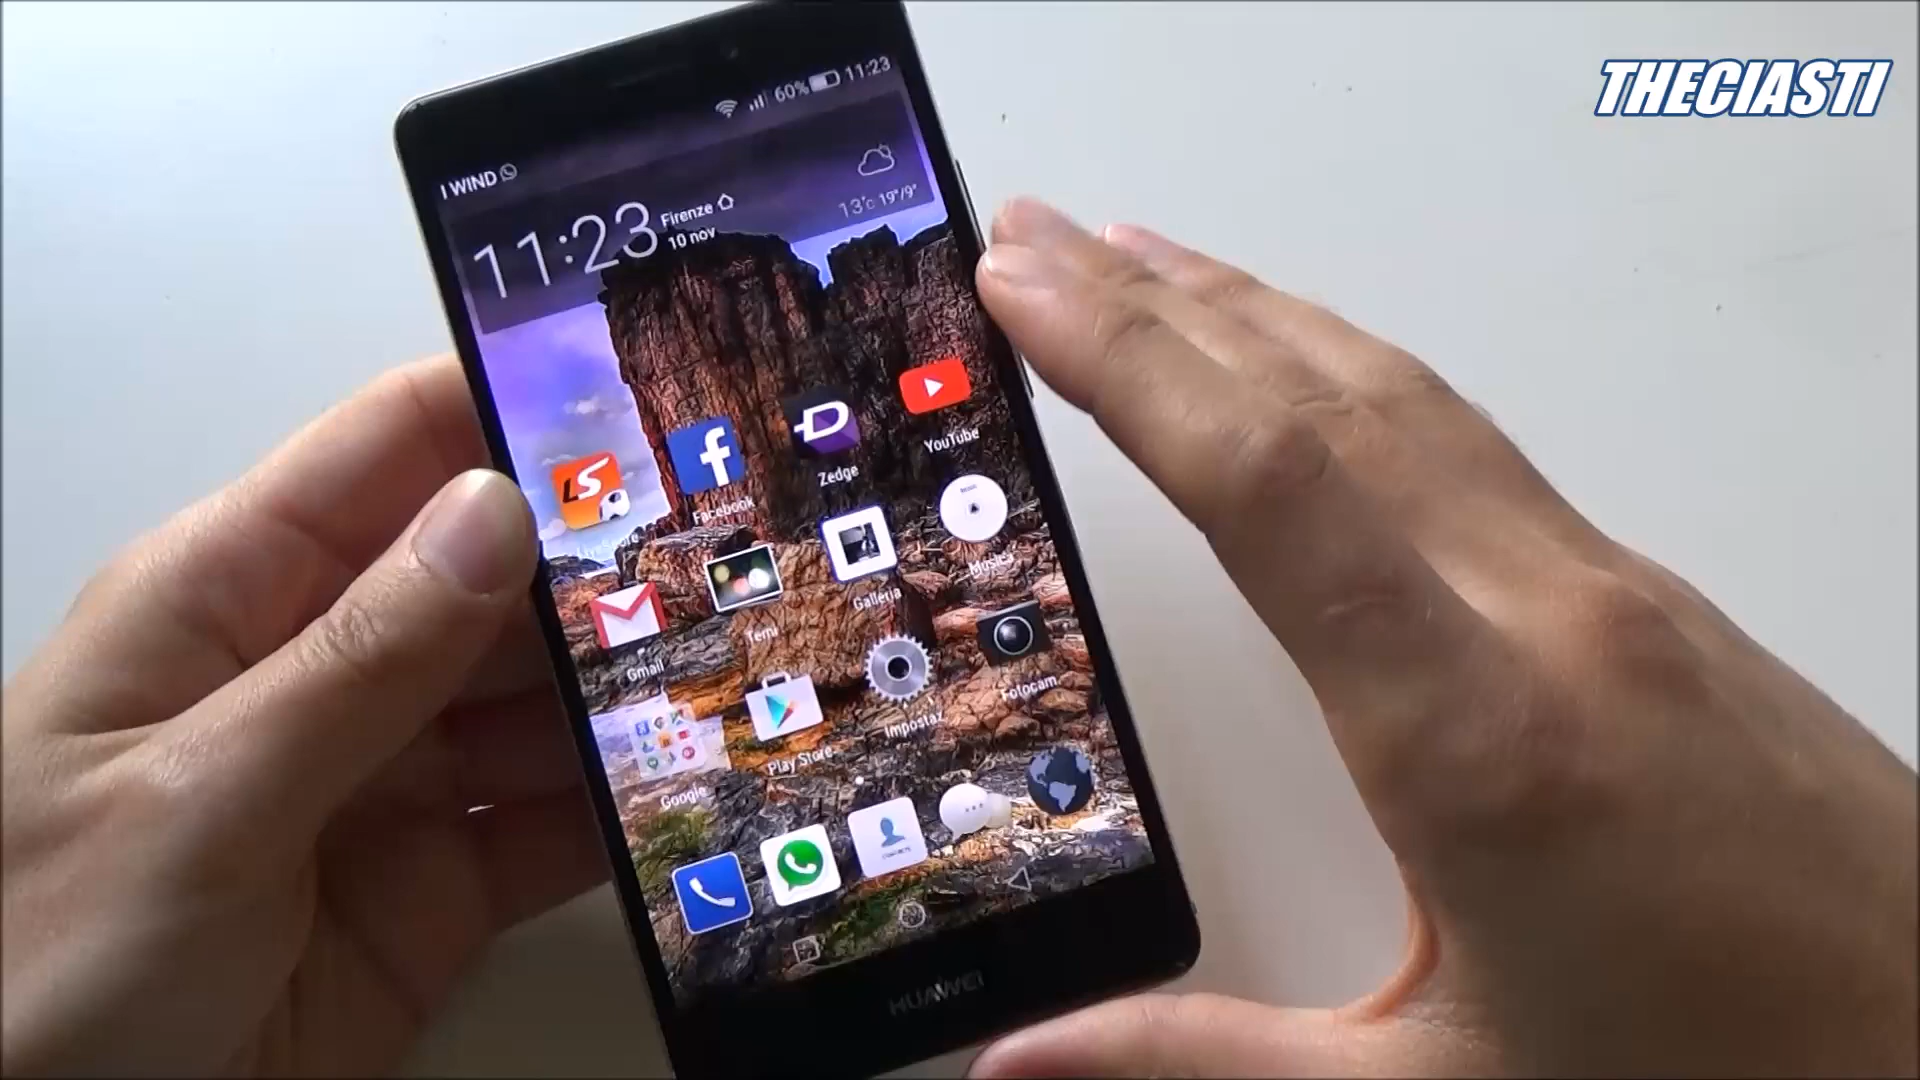 THECIASTI
60% 11:23
I WIND
11:23
Firenze
10 nov
13°c 19°/9°
LS
Facebook
Zedge
YouTube
Gmail
Temi
Galleria
Musica
Google
Play Store
Impostaz
Fotocam
HUAWEI